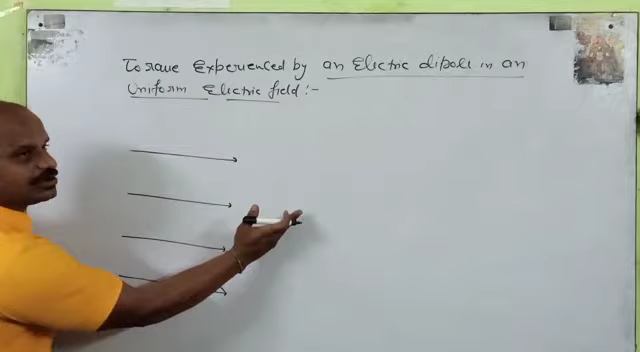 Torque Experienced by an Electric dipole in an
Uniform Electric field :-